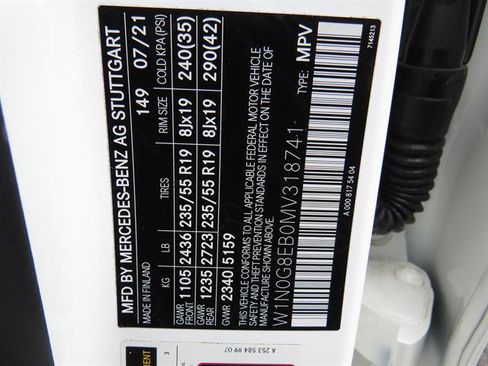 MFD BY MERCEDES-BENZ AG STUTTGART
MADE IN FINLAND 149 07/21
KG LB RIM SIZE COLD KPA(PSI)
GAWR FRONT 1105 2436 235/55 R19 8Jx19 240(35)
GAWR REAR 1235 2723 235/55 R19 8Jx19 290(42)
GVWR 2340 5159
THIS VEHICLE CONFORMS TO ALL APPLICABLE FEDERAL MOTOR VEHICLE
SAFETY AND THEFT PREVENTION STANDARDS IN EFFECT ON THE DATE OF
MANUFACTURE SHOWN ABOVE.
W1N0G8EB0MV318741 TYPE: MPV
A 000 817 54 04 7145213
A 253 584 99 07
3